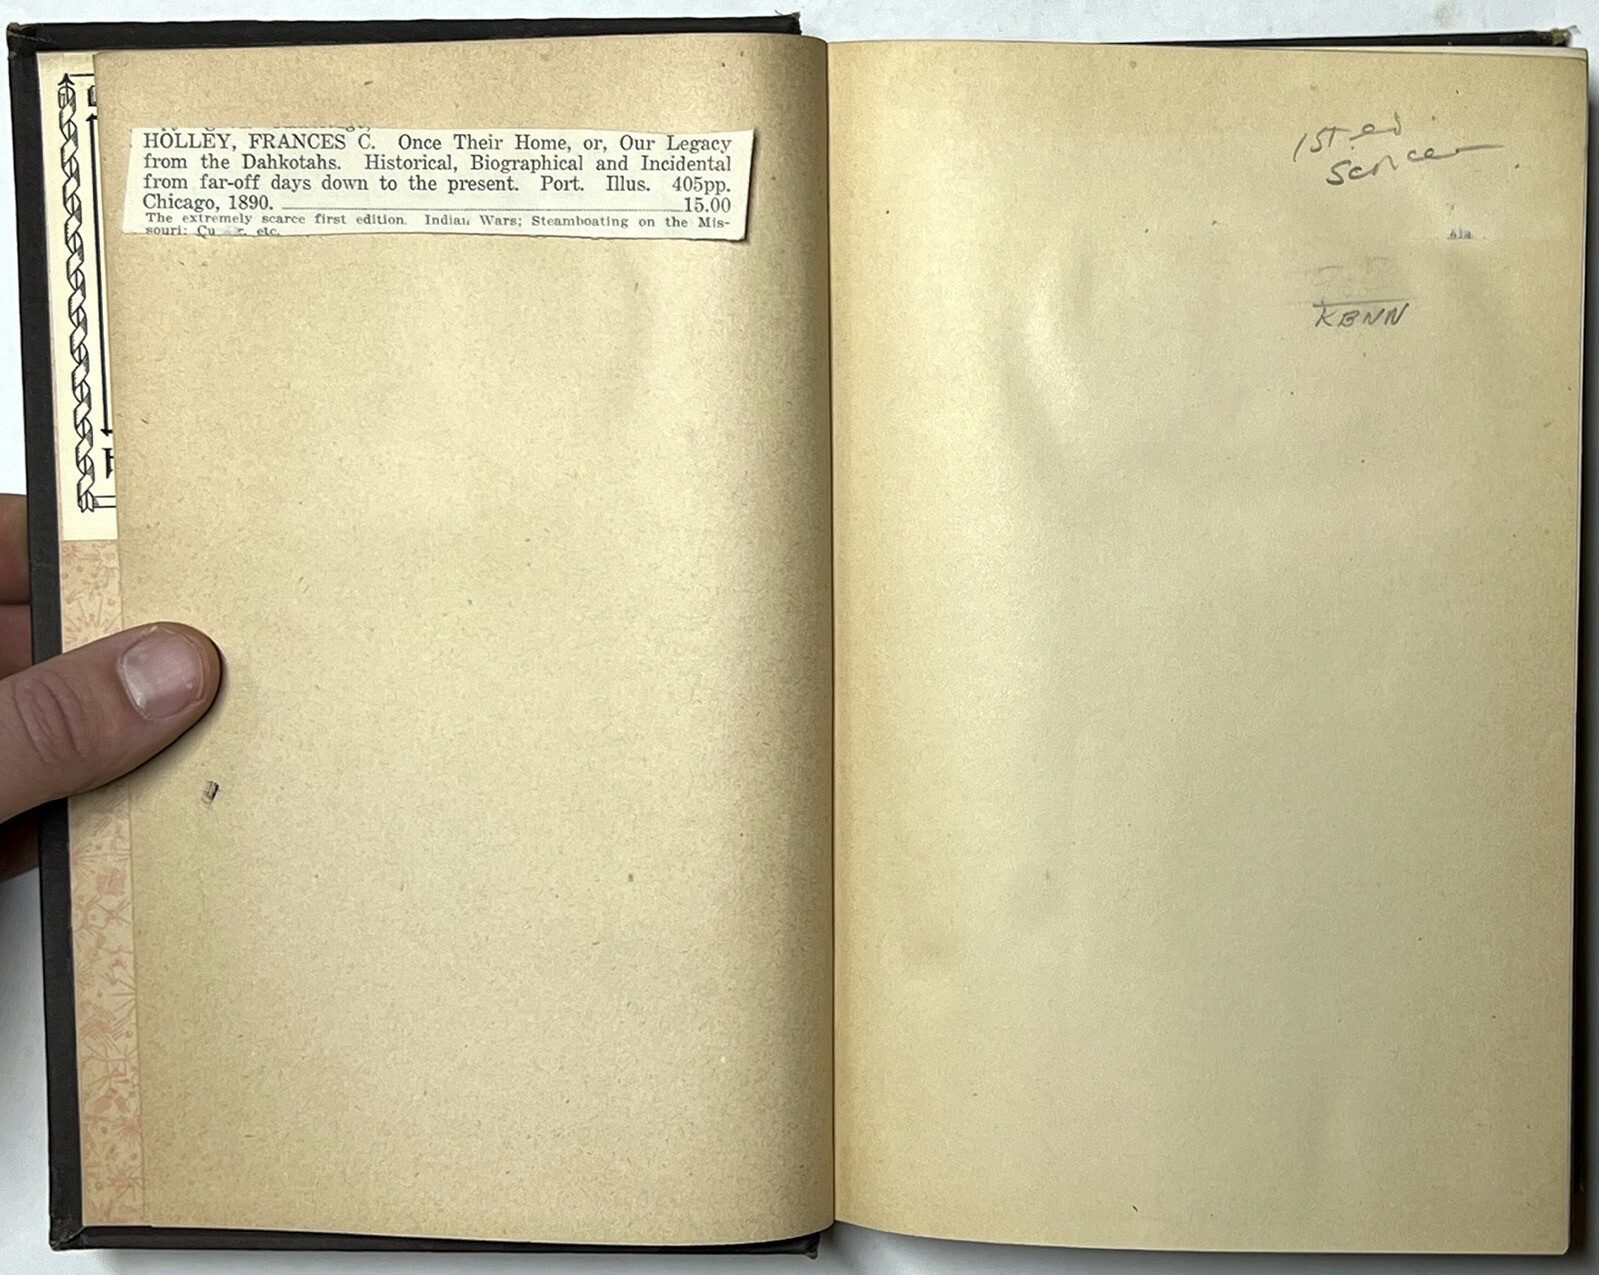 HOLLEY, FRANCES C. Once Their Home, or, Our Legacy
from the Dahkotahs. Historical, Biographical and Incidental
from far-off days down to the present. Port. Illus. 405pp.
Chicago, 1890. 15.00
The extremely scarce first edition. Indian Wars; Steamboating on the Mis-
souri; etc.
1st ed
Scarce
KBNN